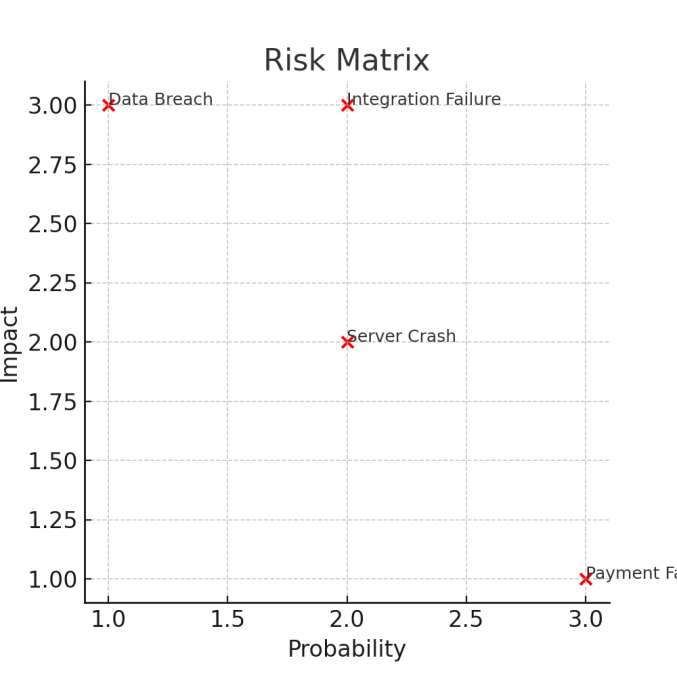 Risk Matrix
3.00
Data Breach
Integration Failure
2.75
2.50
2.25
2.00
Server Crash
Impact
1.75
1.50
1.25
1.00
Payment
1.0
1.5
2.0
2.5
3.0
Probability